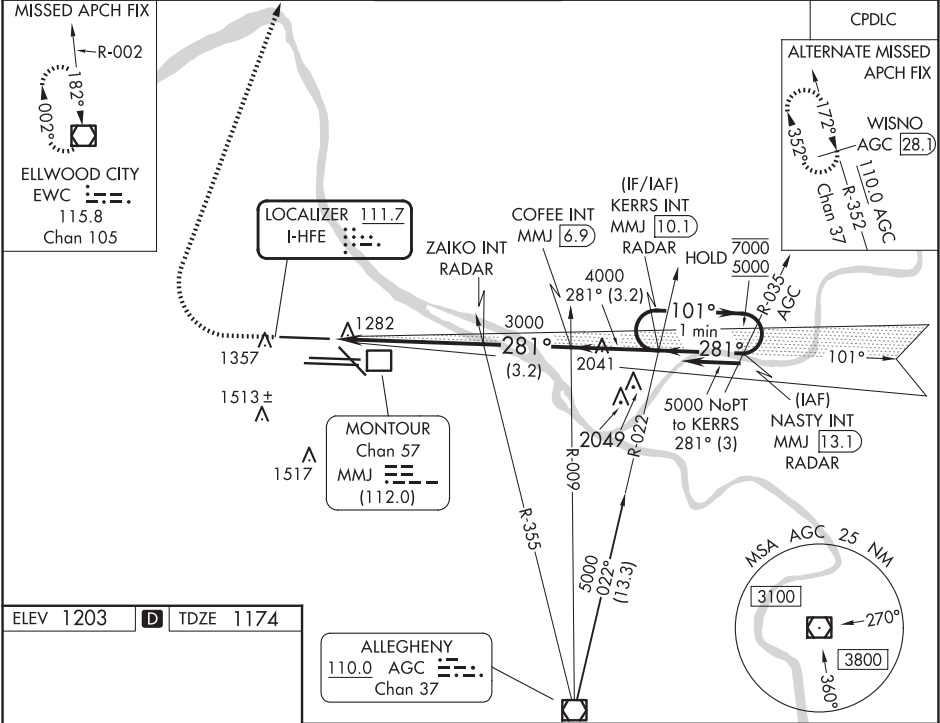 MISSED APCH FIX
R-002
182°
002°
ELLWOOD CITY
EWC
115.8
Chan 105
CPDLC
ALTERNATE MISSED
APCH FIX
172°
352°
WISNO
AGC 28.1
110.0 AGC
R-352
Chan 37
LOCALIZER 111.7
I-HFE
ZAIKO INT
RADAR
COFEE INT
MMJ 6.9
(IF/IAF)
KERRS INT
MMJ 10.1
RADAR
HOLD 7000
5000
R-035
AGC
4000
281° (3.2)
101°
1 min
281°
3000
281°
(3.2)
1282
1357
2041
101°
1513 ±
2049
R-022
5000 NoPT
to KERRS
281° (3)
(IAF)
NASTY INT
MMJ 13.1
RADAR
MONTOUR
Chan 57
MMJ
(112.0)
1517
R-009
R-355
5000
022°
(13.3)
MSA AGC 25 NM
3100
270°
3800
360°
ELEV 1203 D TDZE 1174
ALLEGHENY
110.0 AGC
Chan 37